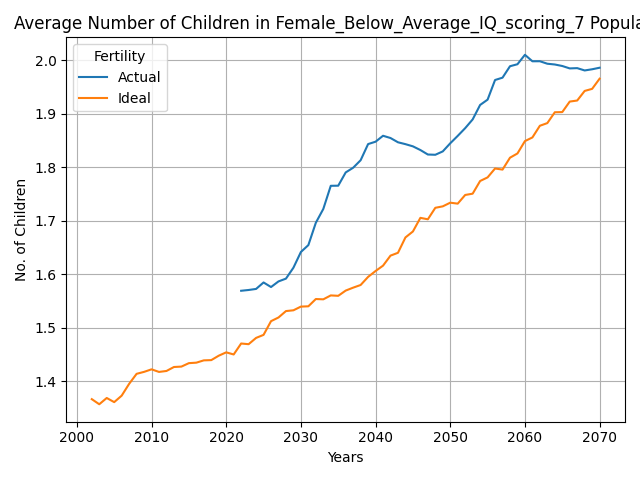 Average Number of Children in Female_Below_Average_IQ_scoring_7 Popula
Fertility
Actual
Ideal
No. of Children
2.0
1.9
1.8
1.7
1.6
1.5
1.4
2000 2010 2020 2030 2040 2050 2060 2070
Years